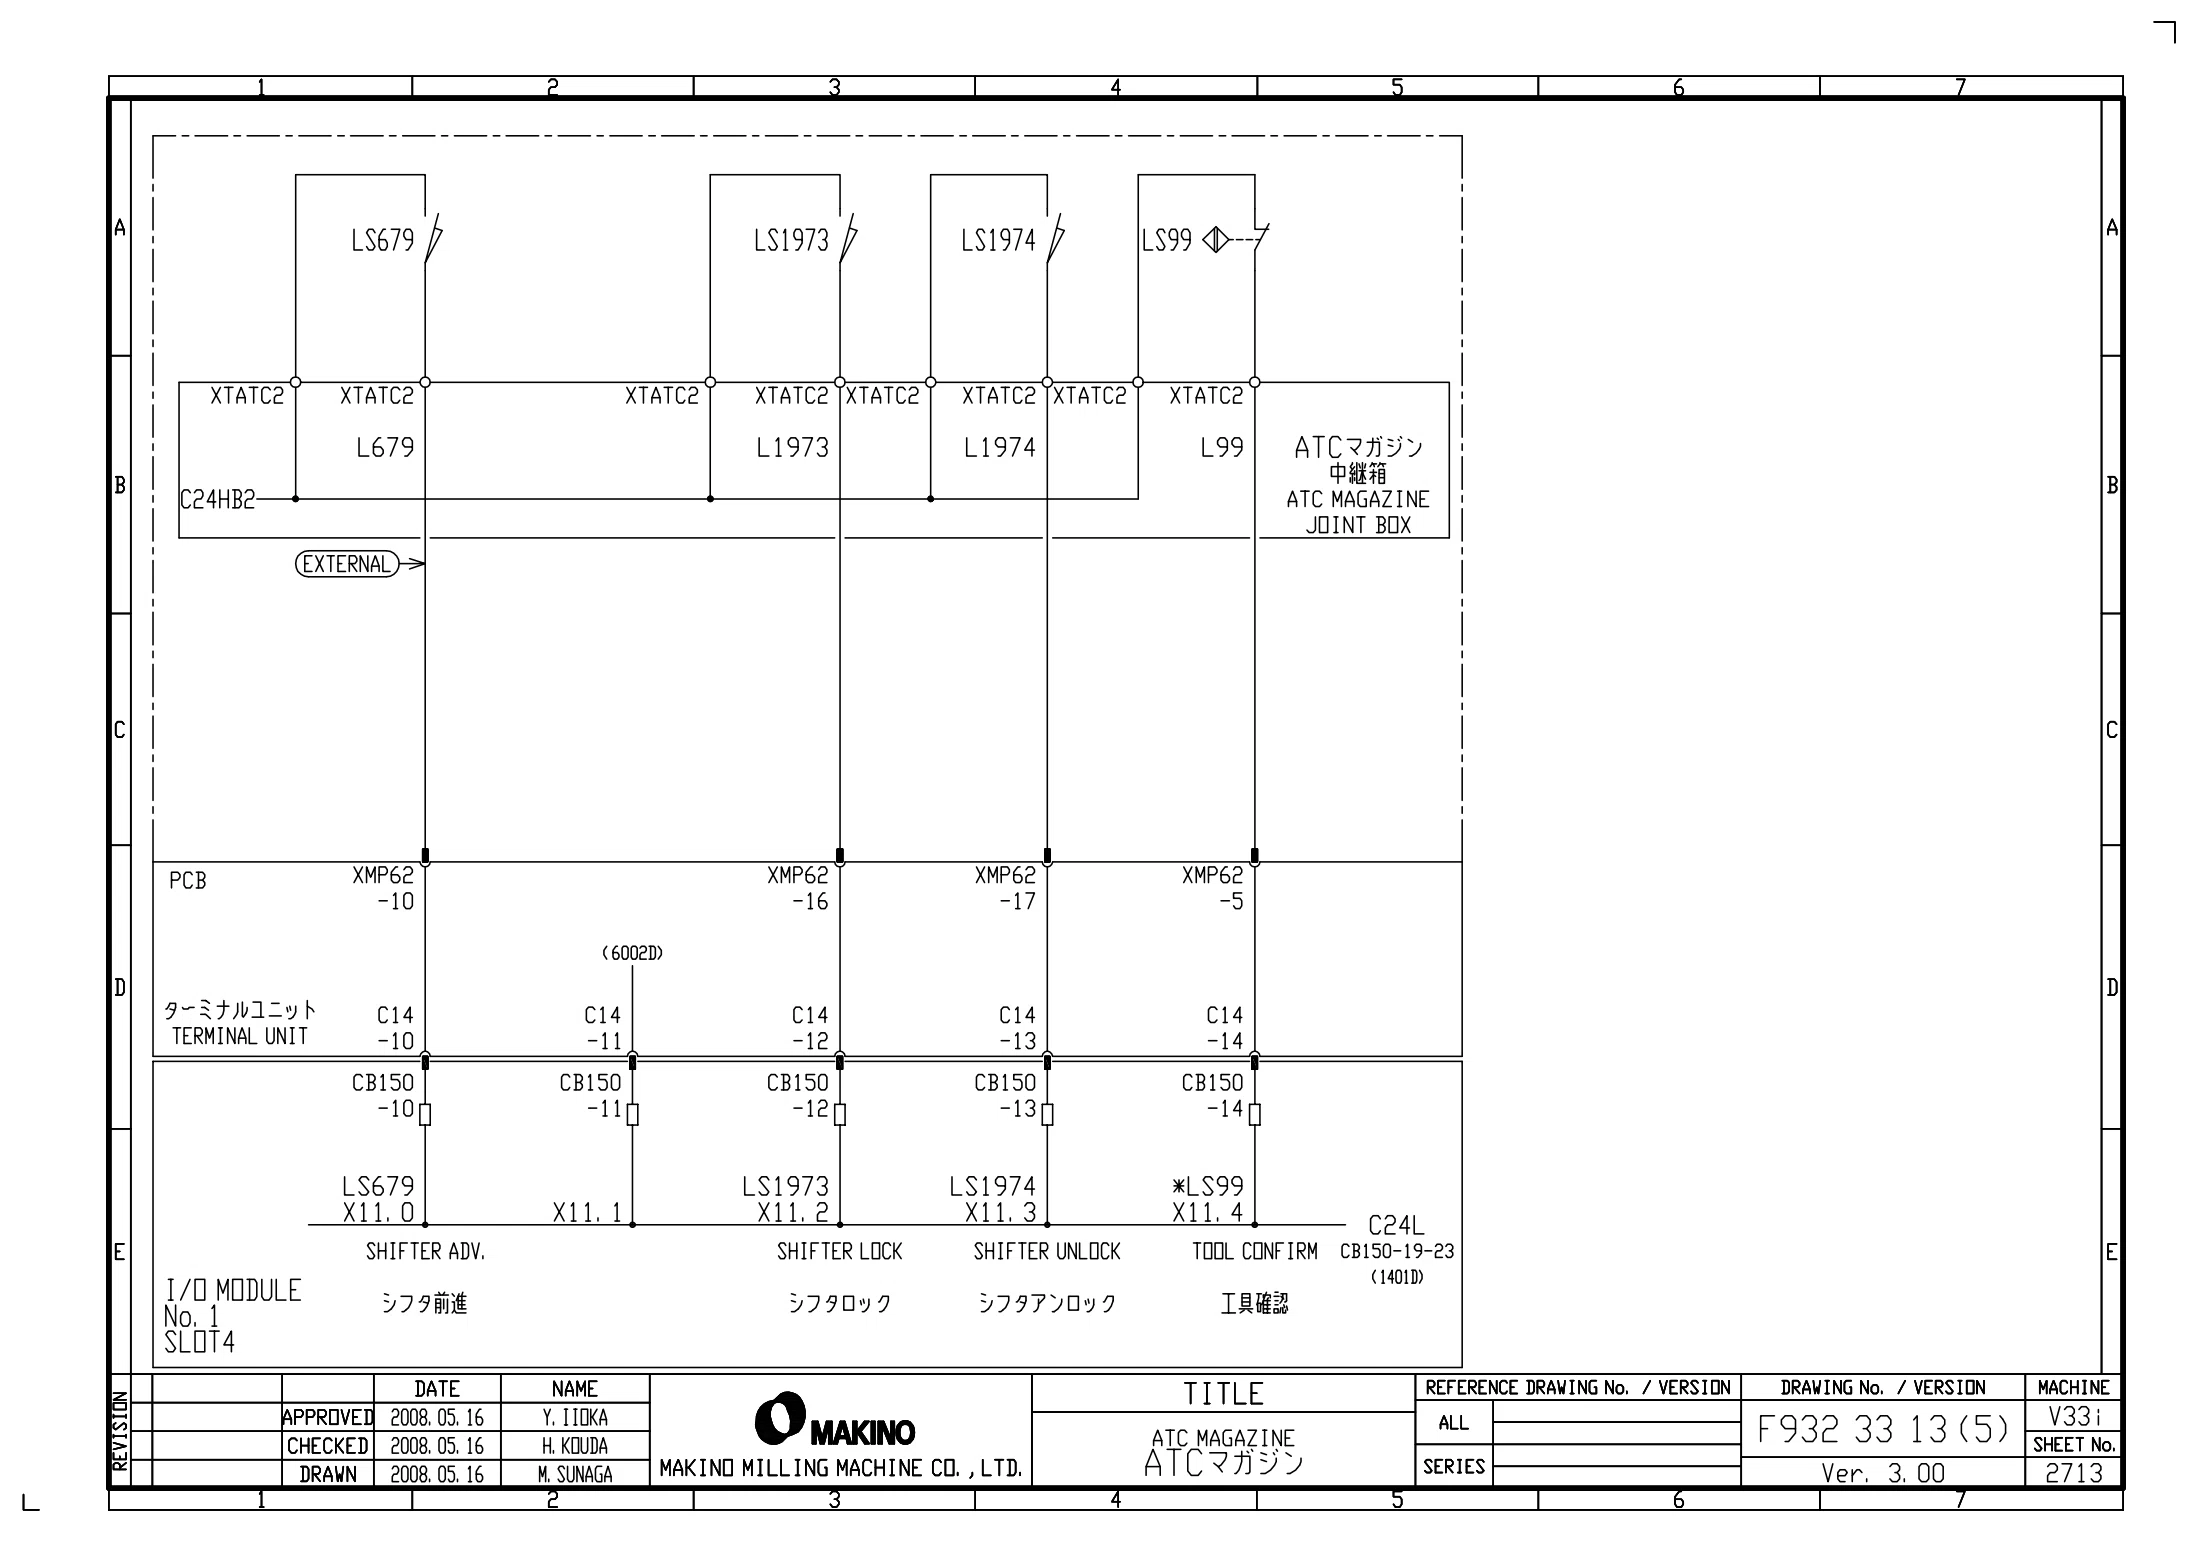 1 2 3 4 5 6 7
A A
LS679 LS1973 LS1974 LS99
XTATC2 XTATC2 XTATC2 XTATC2 XTATC2 XTATC2 XTATC2 XTATC2
L679 L1973 L1974 L99
ATCマガジン
中継箱
ATC MAGAZINE
JOINT BOX
B B
C24HB2
EXTERNAL
C C
PCB
XMP62 XMP62 XMP62 XMP62
-10 -16 -17 -5
(6002D)
D D
ターミナルユニット
TERMINAL UNIT
C14 C14 C14 C14 C14
-10 -11 -12 -13 -14
CB150 CB150 CB150 CB150 CB150
-10 -11 -12 -13 -14
LS679 LS1973 LS1974 *LS99
X11.0 X11.1 X11.2 X11.3 X11.4
C24L
E E
SHIFTER ADV. SHIFTER LOCK SHIFTER UNLOCK TOOL CONFIRM CB150-19-23
(1401D)
シフタ前進 シフタロック シフタアンロック 工具確認
I/O MODULE
No. 1
SLOT4
REVISION
DATE NAME
APPROVED 2008.05.16 Y. IIOKA
CHECKED 2008.05.16 H. KOUDA
DRAWN 2008.05.16 M. SUNAGA
MAKINO
MAKINO MILLING MACHINE CO.,LTD.
TITLE
ATC MAGAZINE
ATCマガジン
REFERENCE DRAWING No. / VERSION
ALL
SERIES
DRAWING No. / VERSION
F932 33 13(5)
Ver. 3.00
MACHINE
V33i
SHEET No.
2713
1 2 3 4 5 6 7